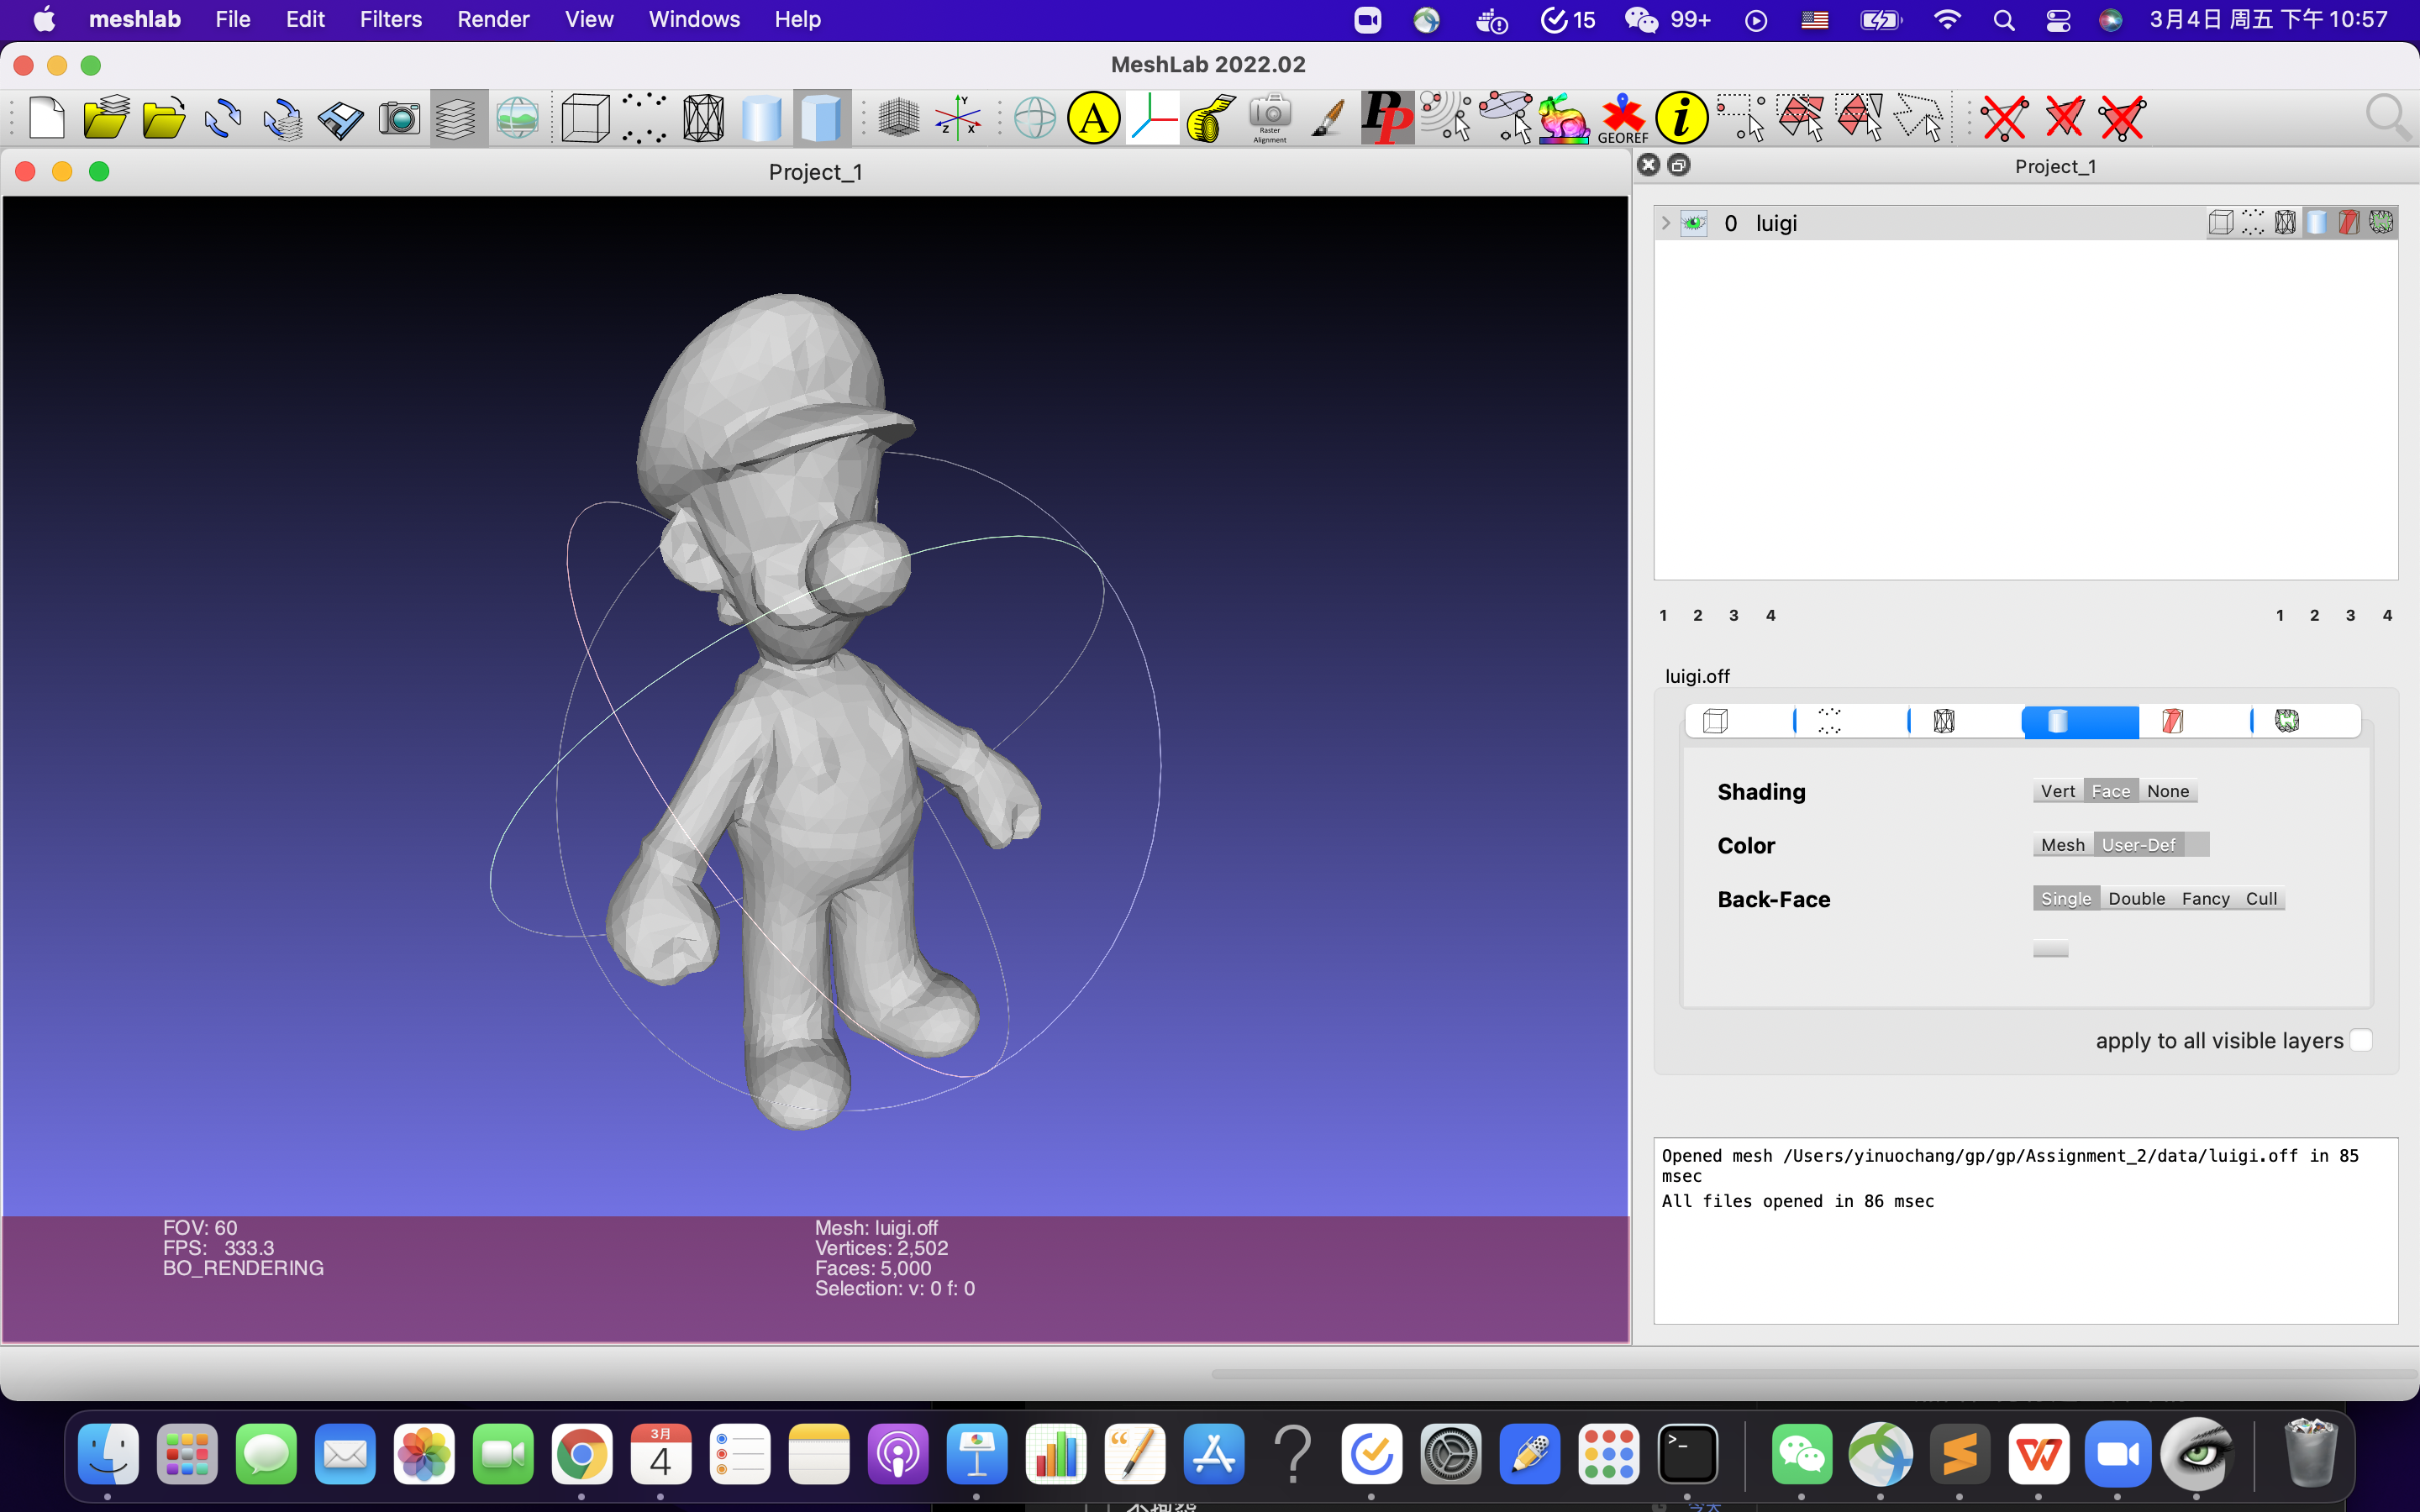 meshlab File Edit Filters Render View Windows Help 15 99+ 3月4日 周五 下午 10:57
MeshLab 2022.02
A Y Z X Raster Alignment PP GEOREF i
Project_1
Project_1
0 luigi
1 2 3 4 1 2 3 4
luigi.off
Shading Vert Face None
Color Mesh User-Def
Back-Face Single Double Fancy Cull
apply to all visible layers
Opened mesh /Users/yinuochang/gp/gp/Assignment_2/data/luigi.off in 85
msec
All files opened in 86 msec
FOV: 60
FPS: 333.3
BO_RENDERING
Mesh: luigi.off
Vertices: 2,502
Faces: 5,000
Selection: v: 0 f: 0
3月
4